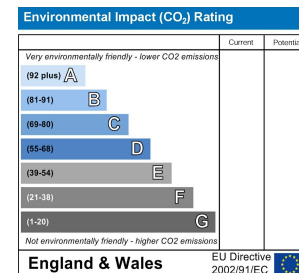 Environmental Impact (CO₂) Rating
Current Potential
Very environmentally friendly - lower CO2 emissions
(92 plus) A
(81-91) B
(69-80) C
(55-68) D
(39-54) E
(21-38) F
(1-20) G
Not environmentally friendly - higher CO2 emissions
England & Wales
EU Directive
2002/91/EC